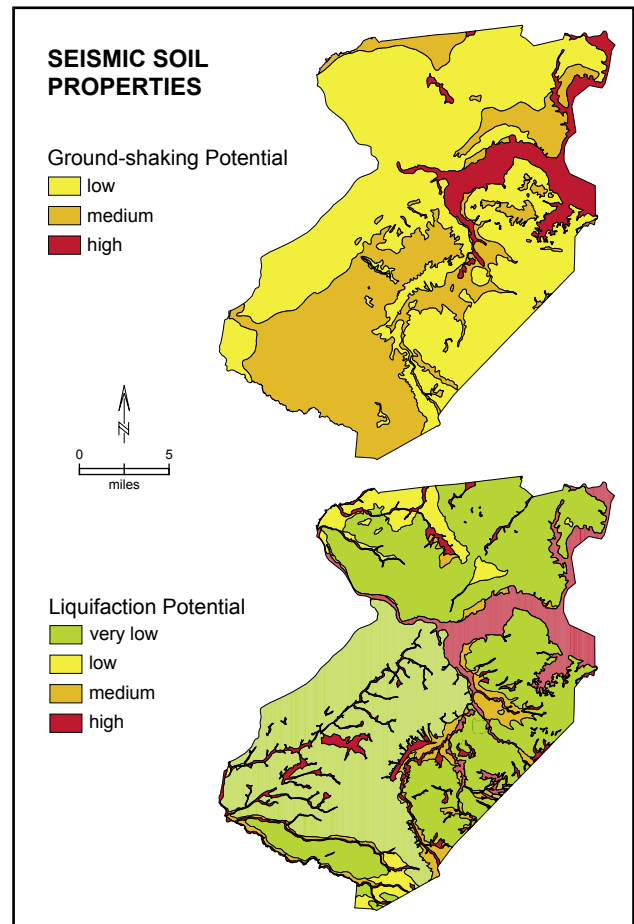 SEISMIC SOIL
PROPERTIES
Ground-shaking Potential
low
medium
high
N
0 5
miles
Liquifaction Potential
very low
low
medium
high